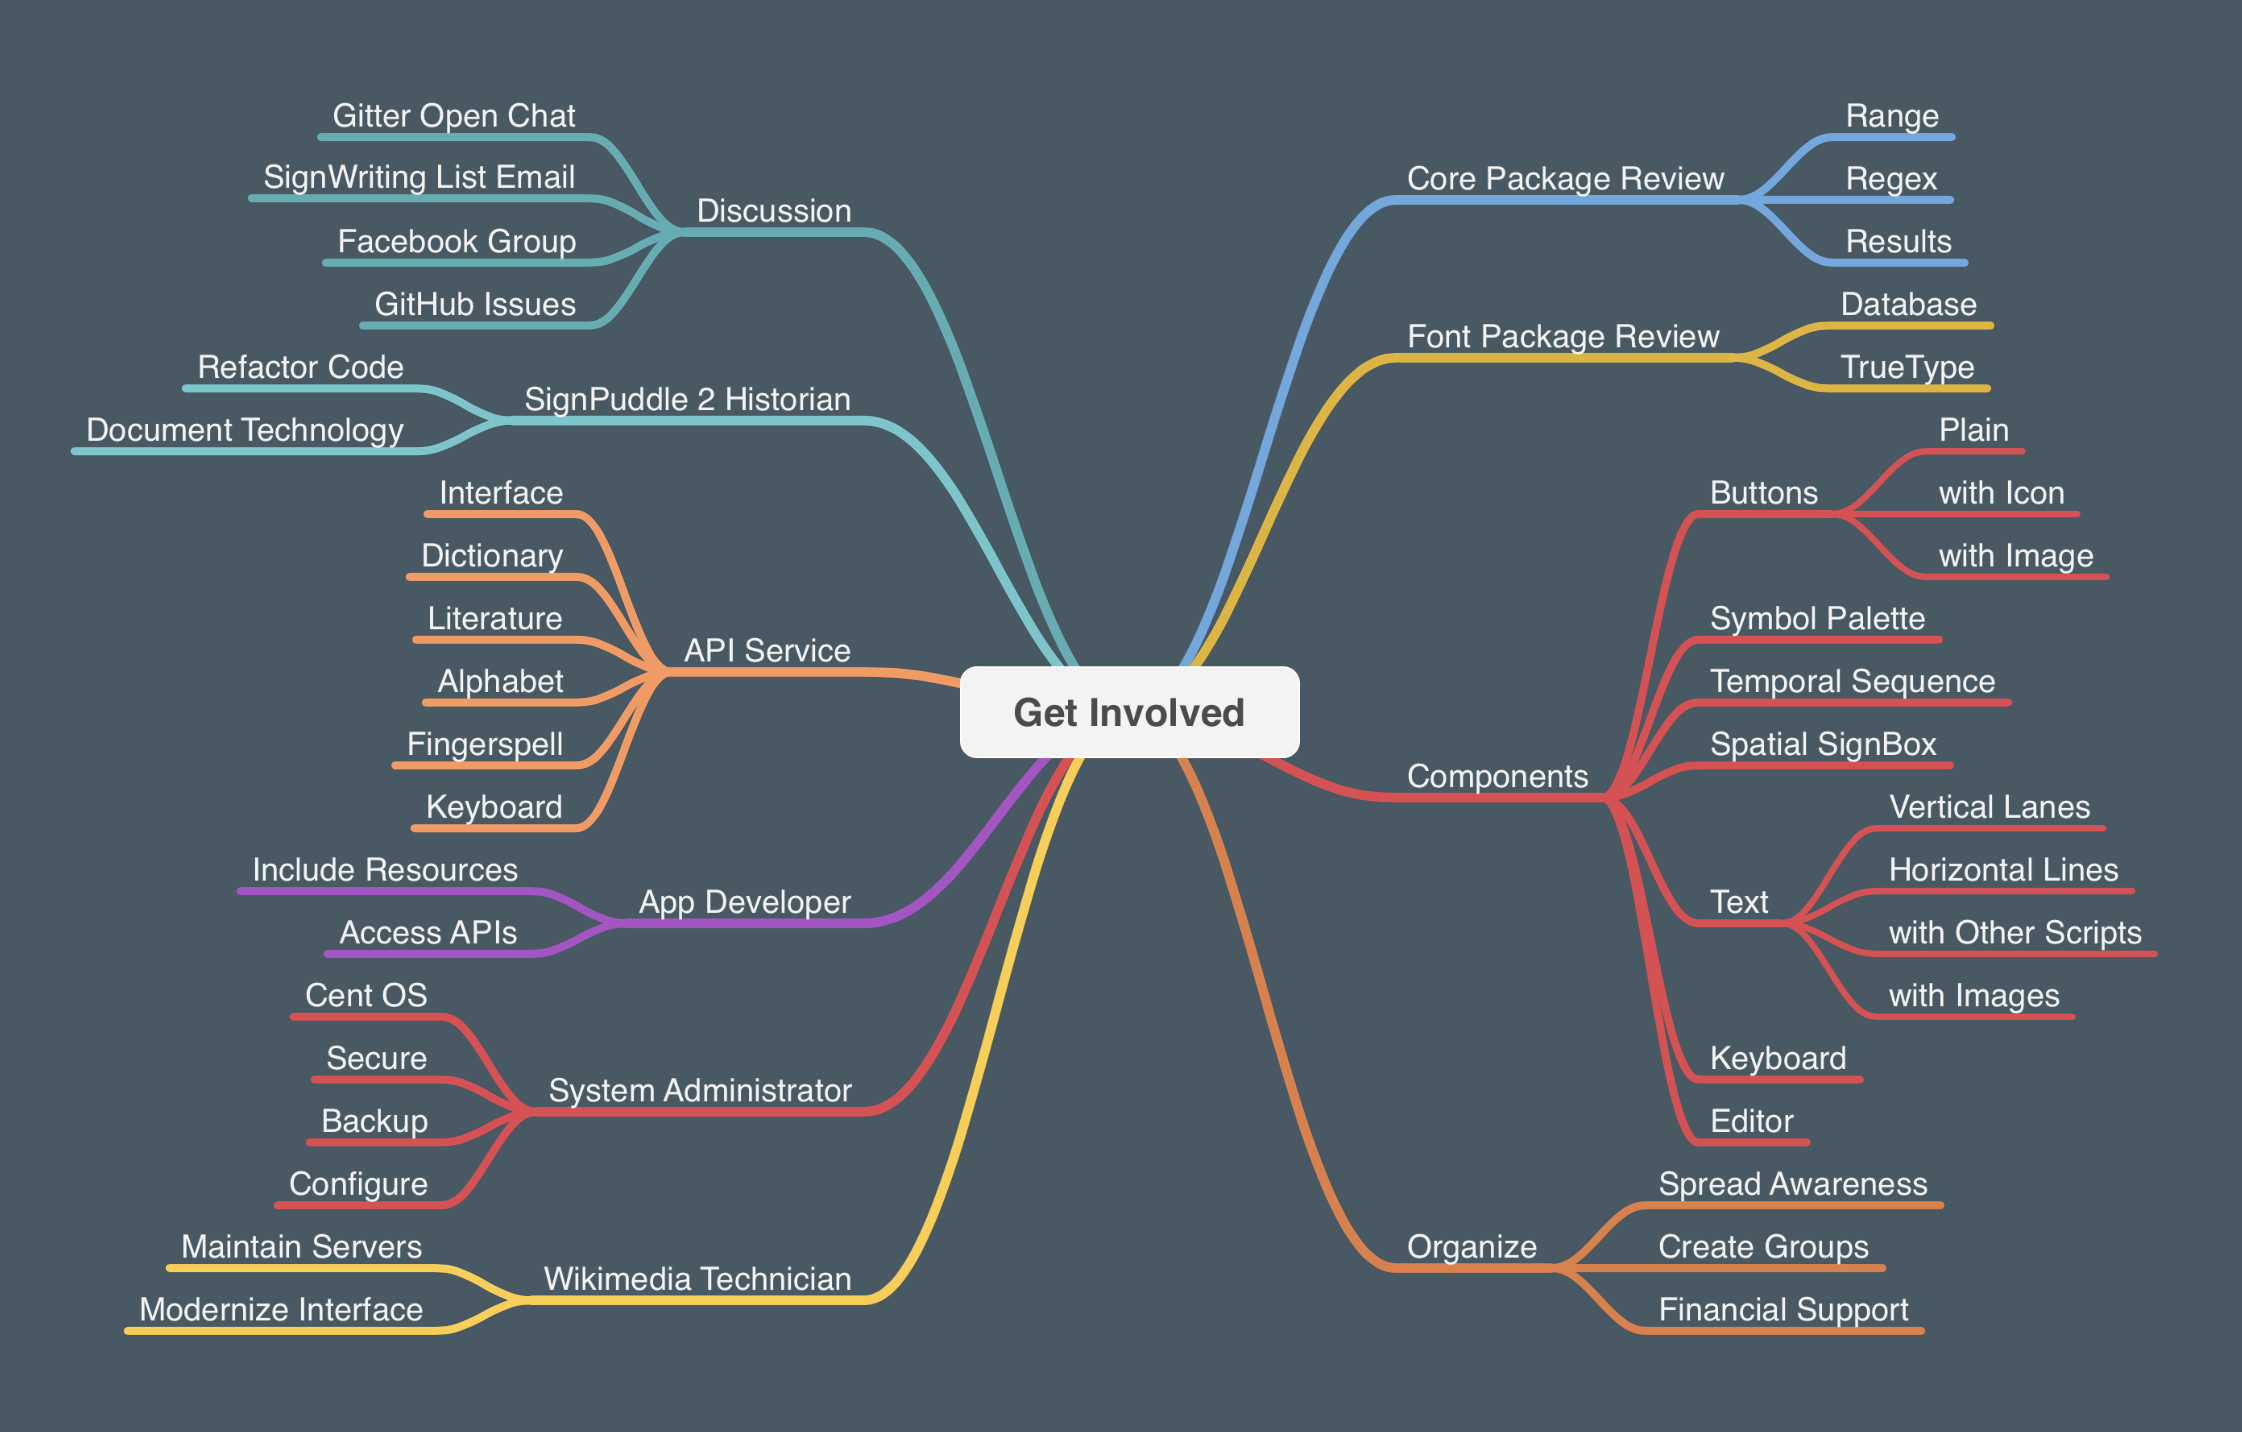 Get Involved
Discussion
Gitter Open Chat
SignWriting List Email
Facebook Group
GitHub Issues
SignPuddle 2 Historian
Refactor Code
Document Technology
API Service
Interface
Dictionary
Literature
Alphabet
Fingerspell
Keyboard
App Developer
Include Resources
Access APIs
System Administrator
Cent OS
Secure
Backup
Configure
Wikimedia Technician
Maintain Servers
Modernize Interface
Core Package Review
Range
Regex
Results
Font Package Review
Database
TrueType
Components
Buttons
Plain
with Icon
with Image
Symbol Palette
Temporal Sequence
Spatial SignBox
Text
Vertical Lanes
Horizontal Lines
with Other Scripts
with Images
Keyboard
Editor
Organize
Spread Awareness
Create Groups
Financial Support